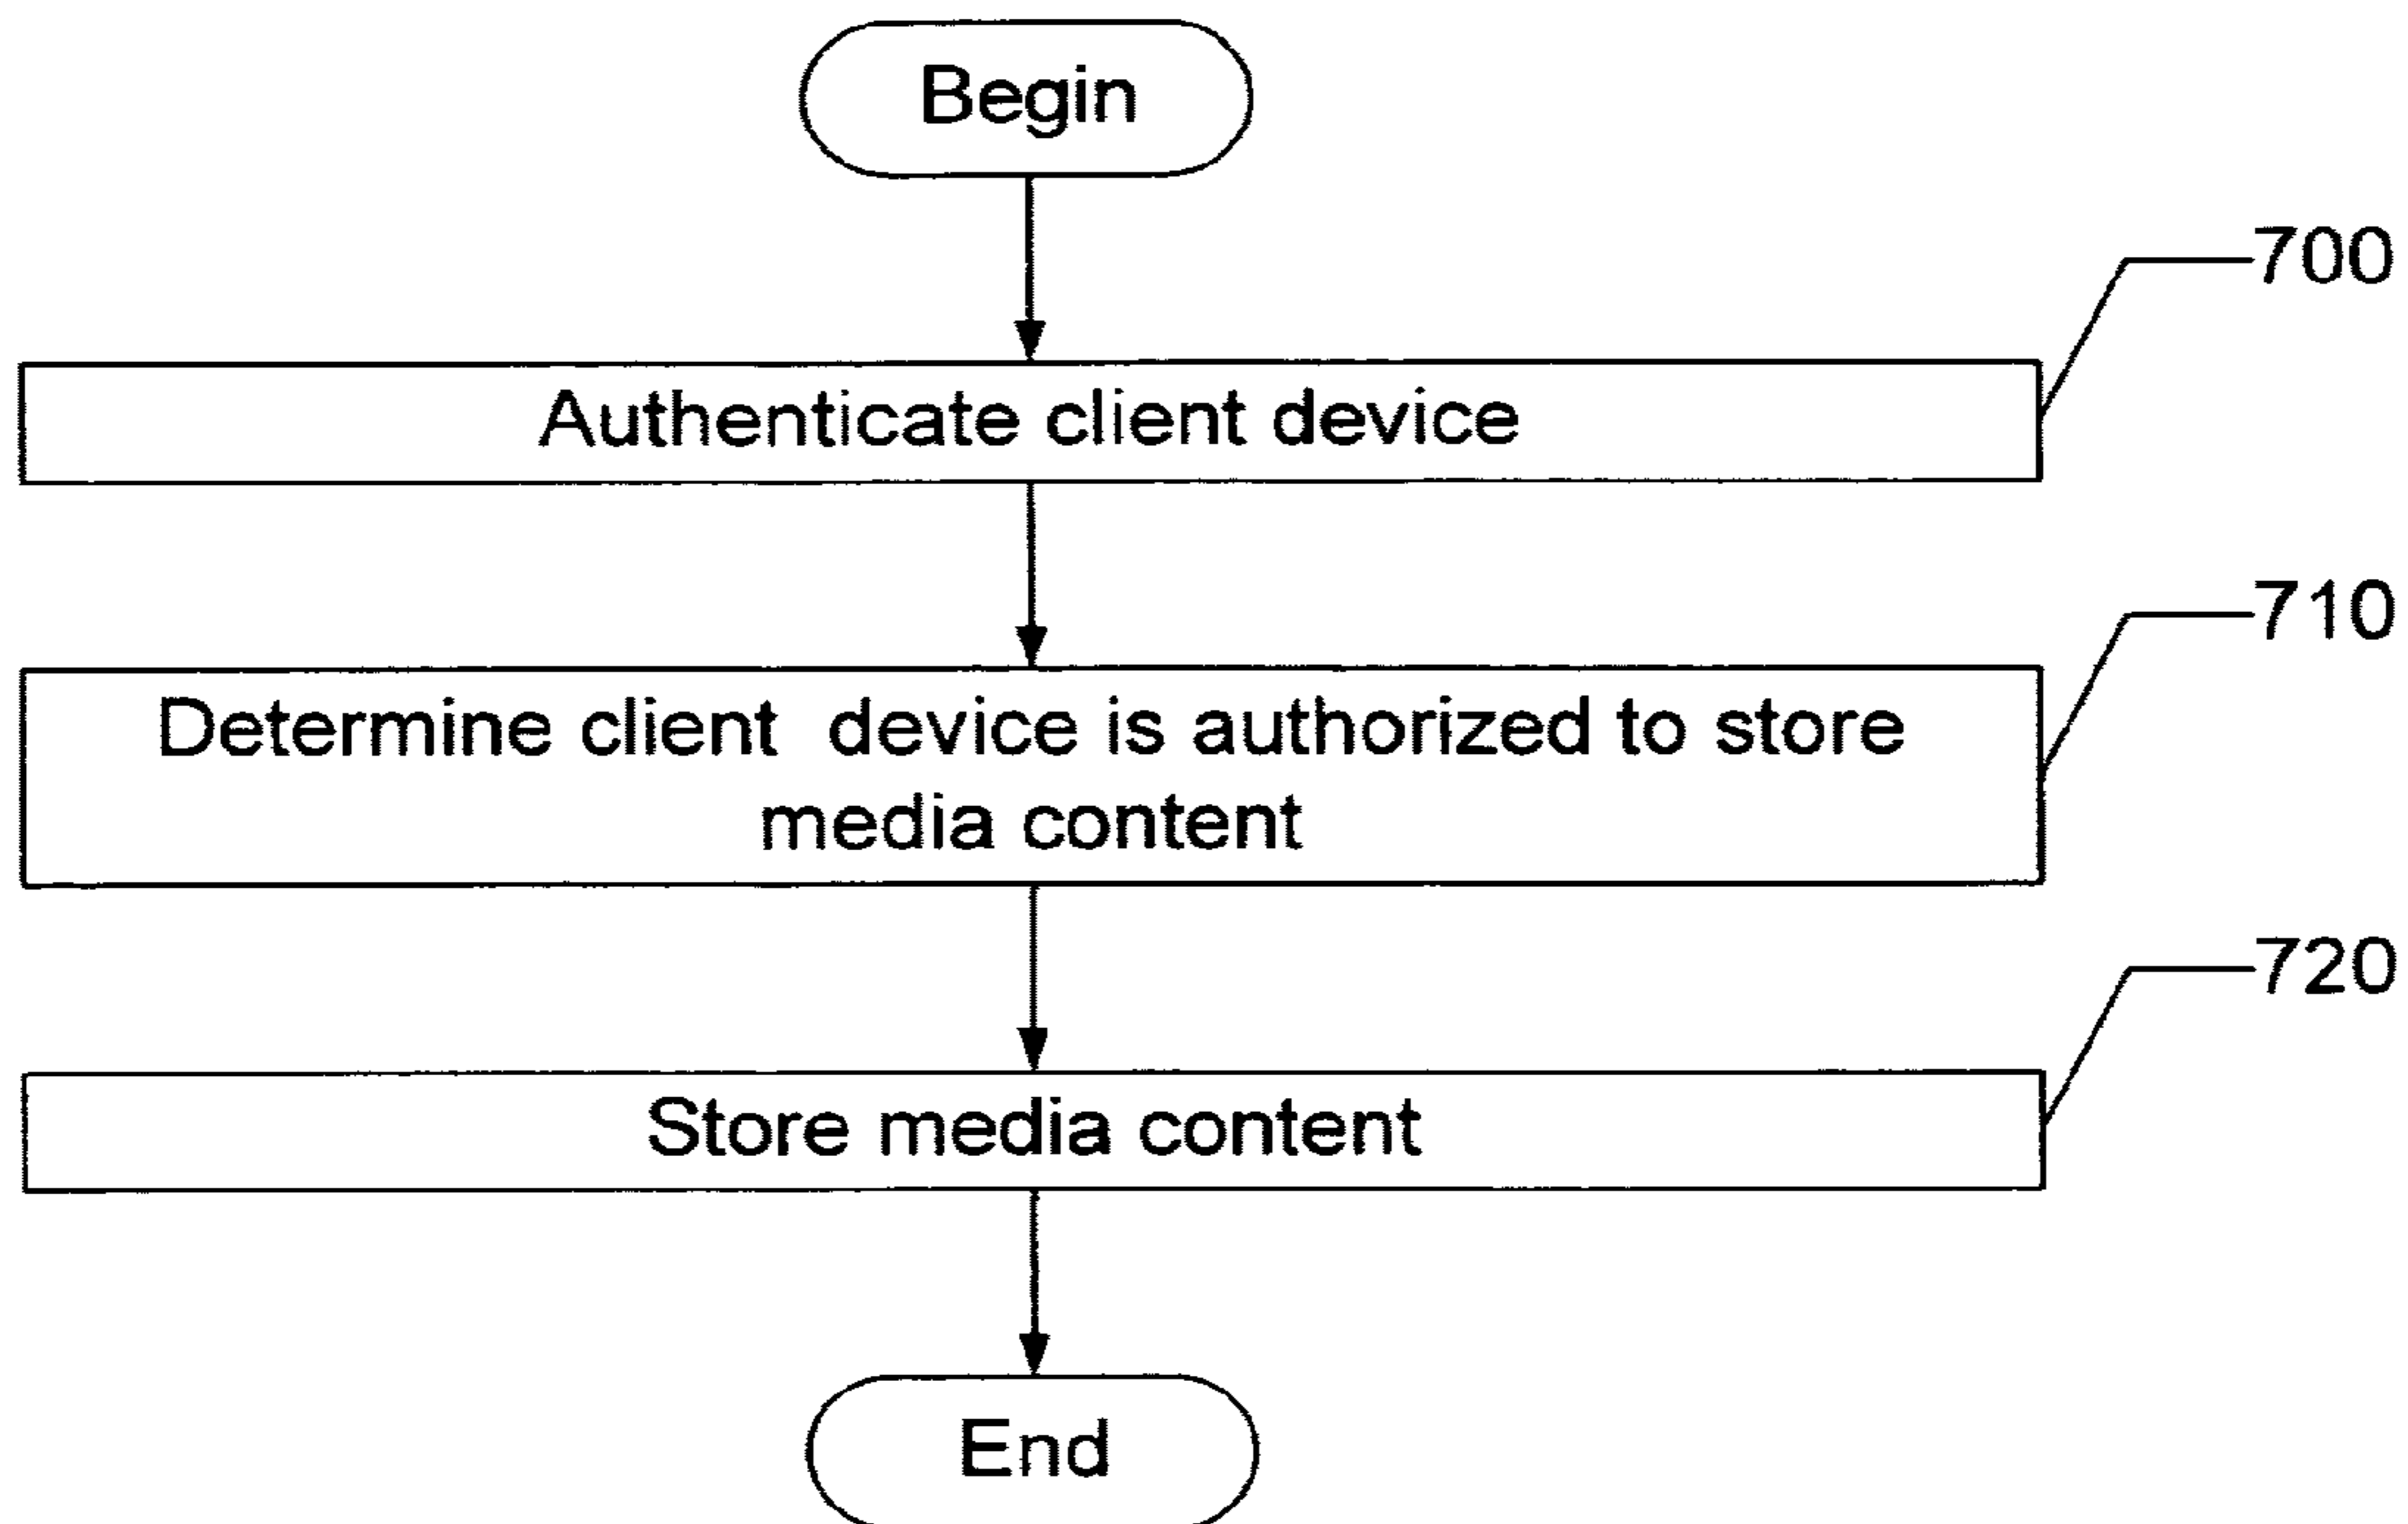 Begin
700
Authenticate client device
710
Determine client device is authorized to store
media content
720
Store media content
End